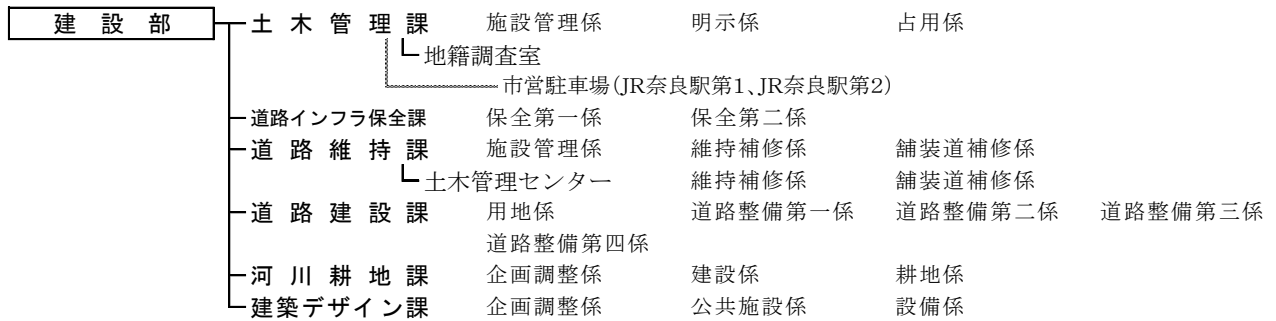 建設部 土木管理課 施設管理係 明示係 占用係
地籍調査室
市営駐車場(JR奈良駅第1、JR奈良駅第2)
道路インフラ保全課 保全第一係 保全第二係
道路維持課 施設管理係 維持補修係 舗装道補修係
土木管理センター 維持補修係 舗装道補修係
道路建設課 用地係 道路整備第一係 道路整備第二係 道路整備第三係
道路整備第四係
河川耕地課 企画調整係 建設係 耕地係
建築デザイン課 企画調整係 公共施設係 設備係